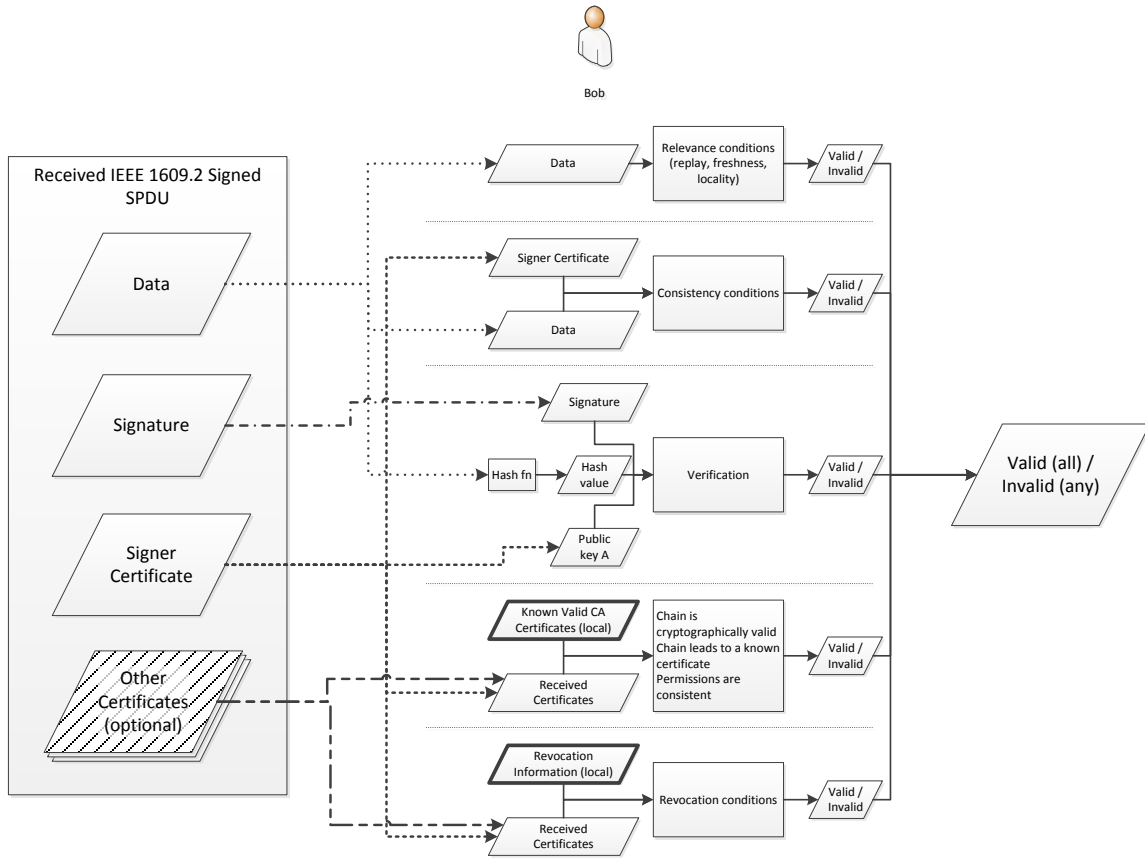 Bob
Received IEEE 1609.2 Signed
SPDU
Data
Signature
Signer
Certificate
Other
Certificates
(optional)
Data
Relevance conditions
(replay, freshness,
locality)
Valid /
Invalid
Signer Certificate
Data
Consistency conditions
Valid /
Invalid
Signature
Hash fn
Hash
value
Public
key A
Verification
Valid /
Invalid
Known Valid CA
Certificates (local)
Received
Certificates
Chain is
cryptographically valid
Chain leads to a known
certificate
Permissions are
consistent
Valid /
Invalid
Revocation
Information (local)
Received
Certificates
Revocation conditions
Valid /
Invalid
Valid (all) /
Invalid (any)